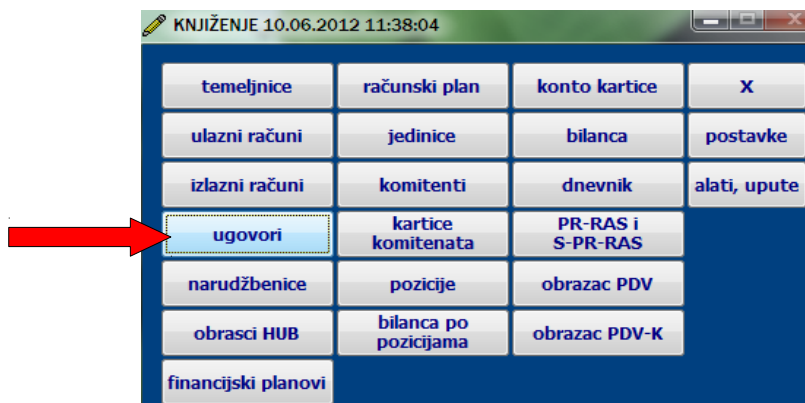 KNJIŽENJE 10.06.2012 11:38:04
temeljnice računski plan konto kartice X
ulazni računi jedinice bilanca postavke
izlazni računi komitenti dnevnik alati, upute
ugovori kartice komitenata PR-RAS i S-PR-RAS
narudžbenice pozicije obrazac PDV
obrasci HUB bilanca po pozicijama obrazac PDV-K
financijski planovi